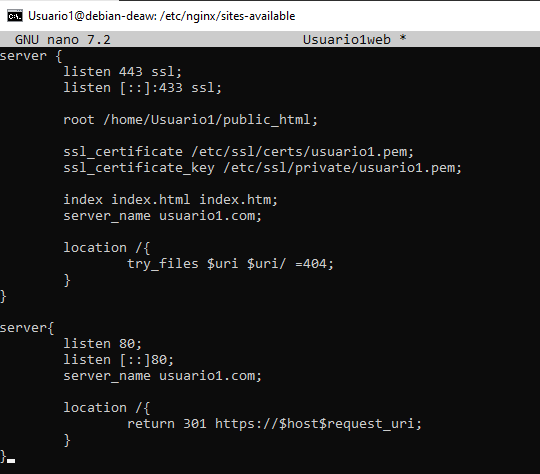 Usuario1@debian-deaw: /etc/nginx/sites-available
GNU nano 7.2 Usuario1web *
server {
listen 443 ssl;
listen [::]:433 ssl;
root /home/Usuario1/public_html;
ssl_certificate /etc/ssl/certs/usuario1.pem;
ssl_certificate_key /etc/ssl/private/usuario1.pem;
index index.html index.htm;
server_name usuario1.com;
location /{
try_files $uri $uri/ =404;
}
}
server{
listen 80;
listen [::]80;
server_name usuario1.com;
location /{
return 301 https://$host$request_uri;
}
}